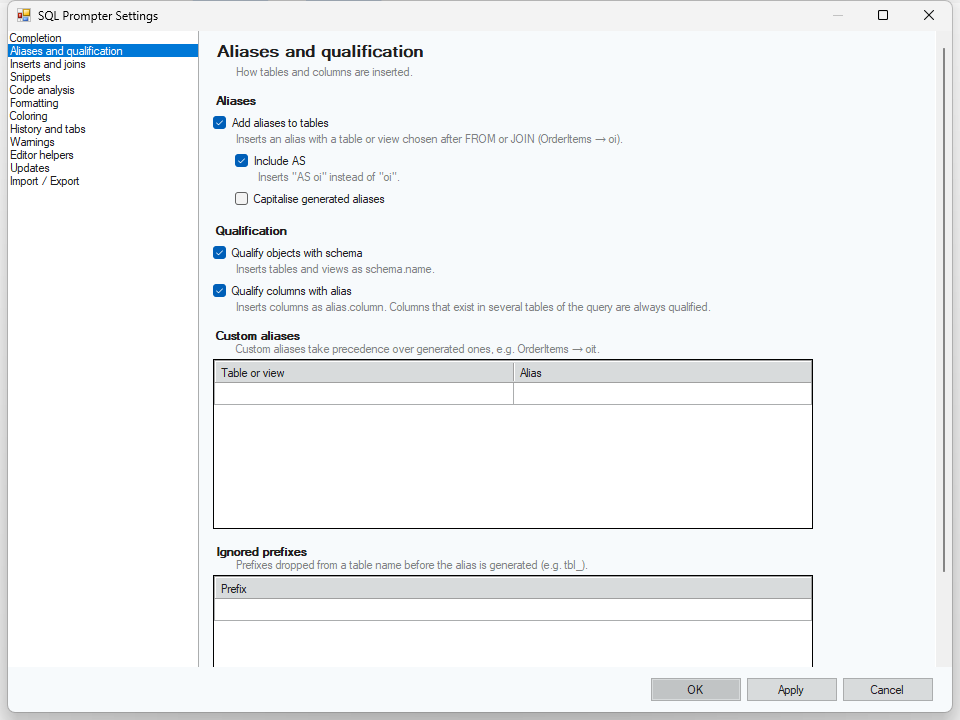 SQL Prompter Settings
Completion
Aliases and qualification
Inserts and joins
Snippets
Code analysis
Formatting
Coloring
History and tabs
Warnings
Editor helpers
Updates
Import / Export
Aliases and qualification
How tables and columns are inserted.
Aliases
Add aliases to tables
Inserts an alias with a table or view chosen after FROM or JOIN (OrderItems → oi).
Include AS
Inserts "AS oi" instead of "oi".
Capitalise generated aliases
Qualification
Qualify objects with schema
Inserts tables and views as schema.name.
Qualify columns with alias
Inserts columns as alias.column. Columns that exist in several tables of the query are always qualified.
Custom aliases
Custom aliases take precedence over generated ones, e.g. OrderItems → oit.
Table or view Alias
Ignored prefixes
Prefixes dropped from a table name before the alias is generated (e.g. tbl_).
Prefix
OK Apply Cancel